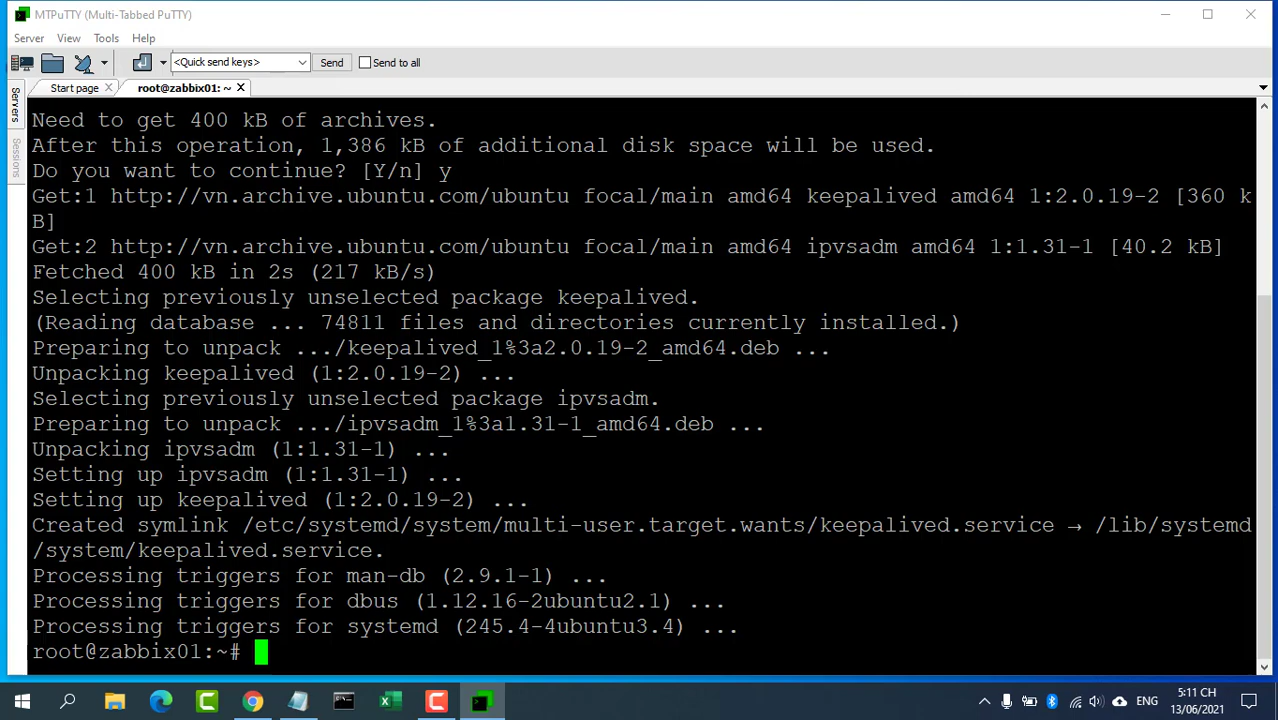 MTPuTTY (Multi-Tabbed PuTTY)
Server View Tools Help
<Quick send keys> Send Send to all
Start page root@zabbix01: ~
Servers
Sessions
Need to get 400 kB of archives.
After this operation, 1,386 kB of additional disk space will be used.
Do you want to continue? [Y/n] y
Get:1 http://vn.archive.ubuntu.com/ubuntu focal/main amd64 keepalived amd64 1:2.0.19-2 [360 k
B]
Get:2 http://vn.archive.ubuntu.com/ubuntu focal/main amd64 ipvsadm amd64 1:1.31-1 [40.2 kB]
Fetched 400 kB in 2s (217 kB/s)
Selecting previously unselected package keepalived.
(Reading database ... 74811 files and directories currently installed.)
Preparing to unpack .../keepalived_1%3a2.0.19-2_amd64.deb ...
Unpacking keepalived (1:2.0.19-2) ...
Selecting previously unselected package ipvsadm.
Preparing to unpack .../ipvsadm_1%3a1.31-1_amd64.deb ...
Unpacking ipvsadm (1:1.31-1) ...
Setting up ipvsadm (1:1.31-1) ...
Setting up keepalived (1:2.0.19-2) ...
Created symlink /etc/systemd/system/multi-user.target.wants/keepalived.service → /lib/systemd
/system/keepalived.service.
Processing triggers for man-db (2.9.1-1) ...
Processing triggers for dbus (1.12.16-2ubuntu2.1) ...
Processing triggers for systemd (245.4-4ubuntu3.4) ...
root@zabbix01:~#
ENG
5:11 CH
13/06/2021